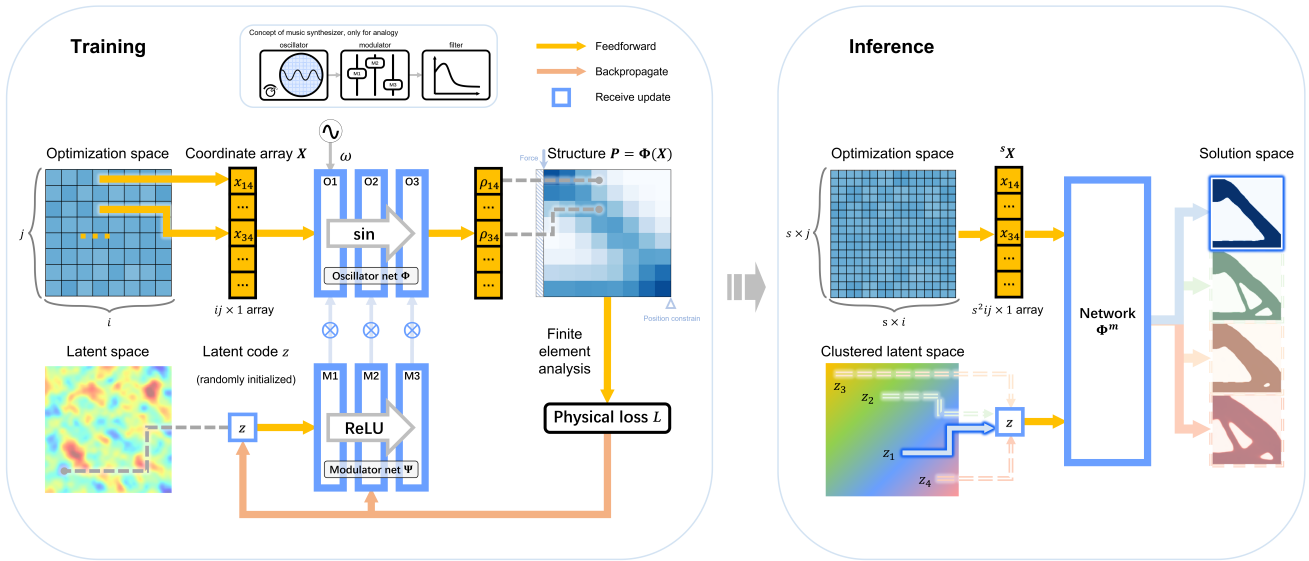 Training
Concept of music synthesizer, only for analogy
oscillator
modulator
filter
M1
M2
M3
Feedforward
Backpropagate
Receive update
Optimization space
Coordinate array X
ω
Force
Structure P = Φ(X)
j
i
x14
...
x34
...
...
ij × 1 array
O1
O2
O3
sin
Oscillator net Φ
ρ14
...
ρ34
...
...
Position constrain
Finite
element
analysis
Physical loss L
Latent space
Latent code z
(randomly initialized)
z
M1
M2
M3
ReLU
Modulator net Ψ
Inference
Optimization space
s × j
s × i
sX
x14
...
x34
...
...
s2ij × 1 array
Network
Φm
Solution space
Clustered latent space
z3
z2
z1
z4
z